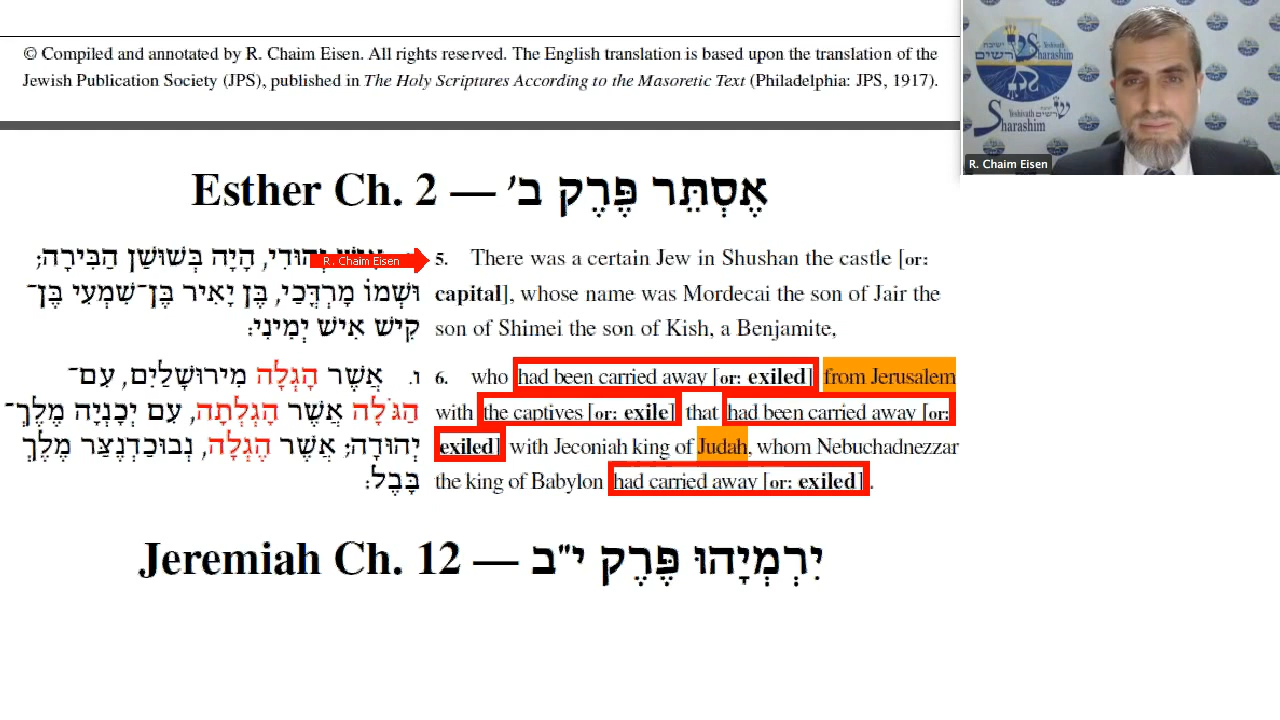 © Compiled and annotated by R. Chaim Eisen. All rights reserved. The English translation is based upon the translation of the
Jewish Publication Society (JPS), published in The Holy Scriptures According to the Masoretic Text (Philadelphia: JPS, 1917).
Yeshivath
Sharashim
Yeshivath שרשים
Sharashim
R. Chaim Eisen
Esther Ch. 2 — אֶסְתֵּר פֶּרֶק ב׳
יְהוּדִי, הָיָה בְּשׁוּשַׁן הַבִּירָה;
וּשְׁמוֹ מָרְדֳּכַי, בֶּן יָאִיר בֶּן־שִׁמְעִי בֶּן־
קִישׁ אִישׁ יְמִינִי:
R. Chaim Eisen
5. There was a certain Jew in Shushan the castle [or:
capital], whose name was Mordecai the son of Jair the
son of Shimei the son of Kish, a Benjamite,
ו. אֲשֶׁר הָגְלָה מִירוּשָׁלַיִם, עִם־
הַגֹּלָה אֲשֶׁר הָגְלְתָה, עִם יְכָנְיָה מֶלֶךְ־
יְהוּדָה; אֲשֶׁר הֶגְלָה, נְבוּכַדְנֶצַּר מֶלֶךְ
בָּבֶל:
6. who had been carried away [or: exiled] from Jerusalem
with the captives [or: exile] that had been carried away [or:
exiled] with Jeconiah king of Judah, whom Nebuchadnezzar
the king of Babylon had carried away [or: exiled].
Jeremiah Ch. 12 — יִרְמְיָהוּ פֶּרֶק י״ב